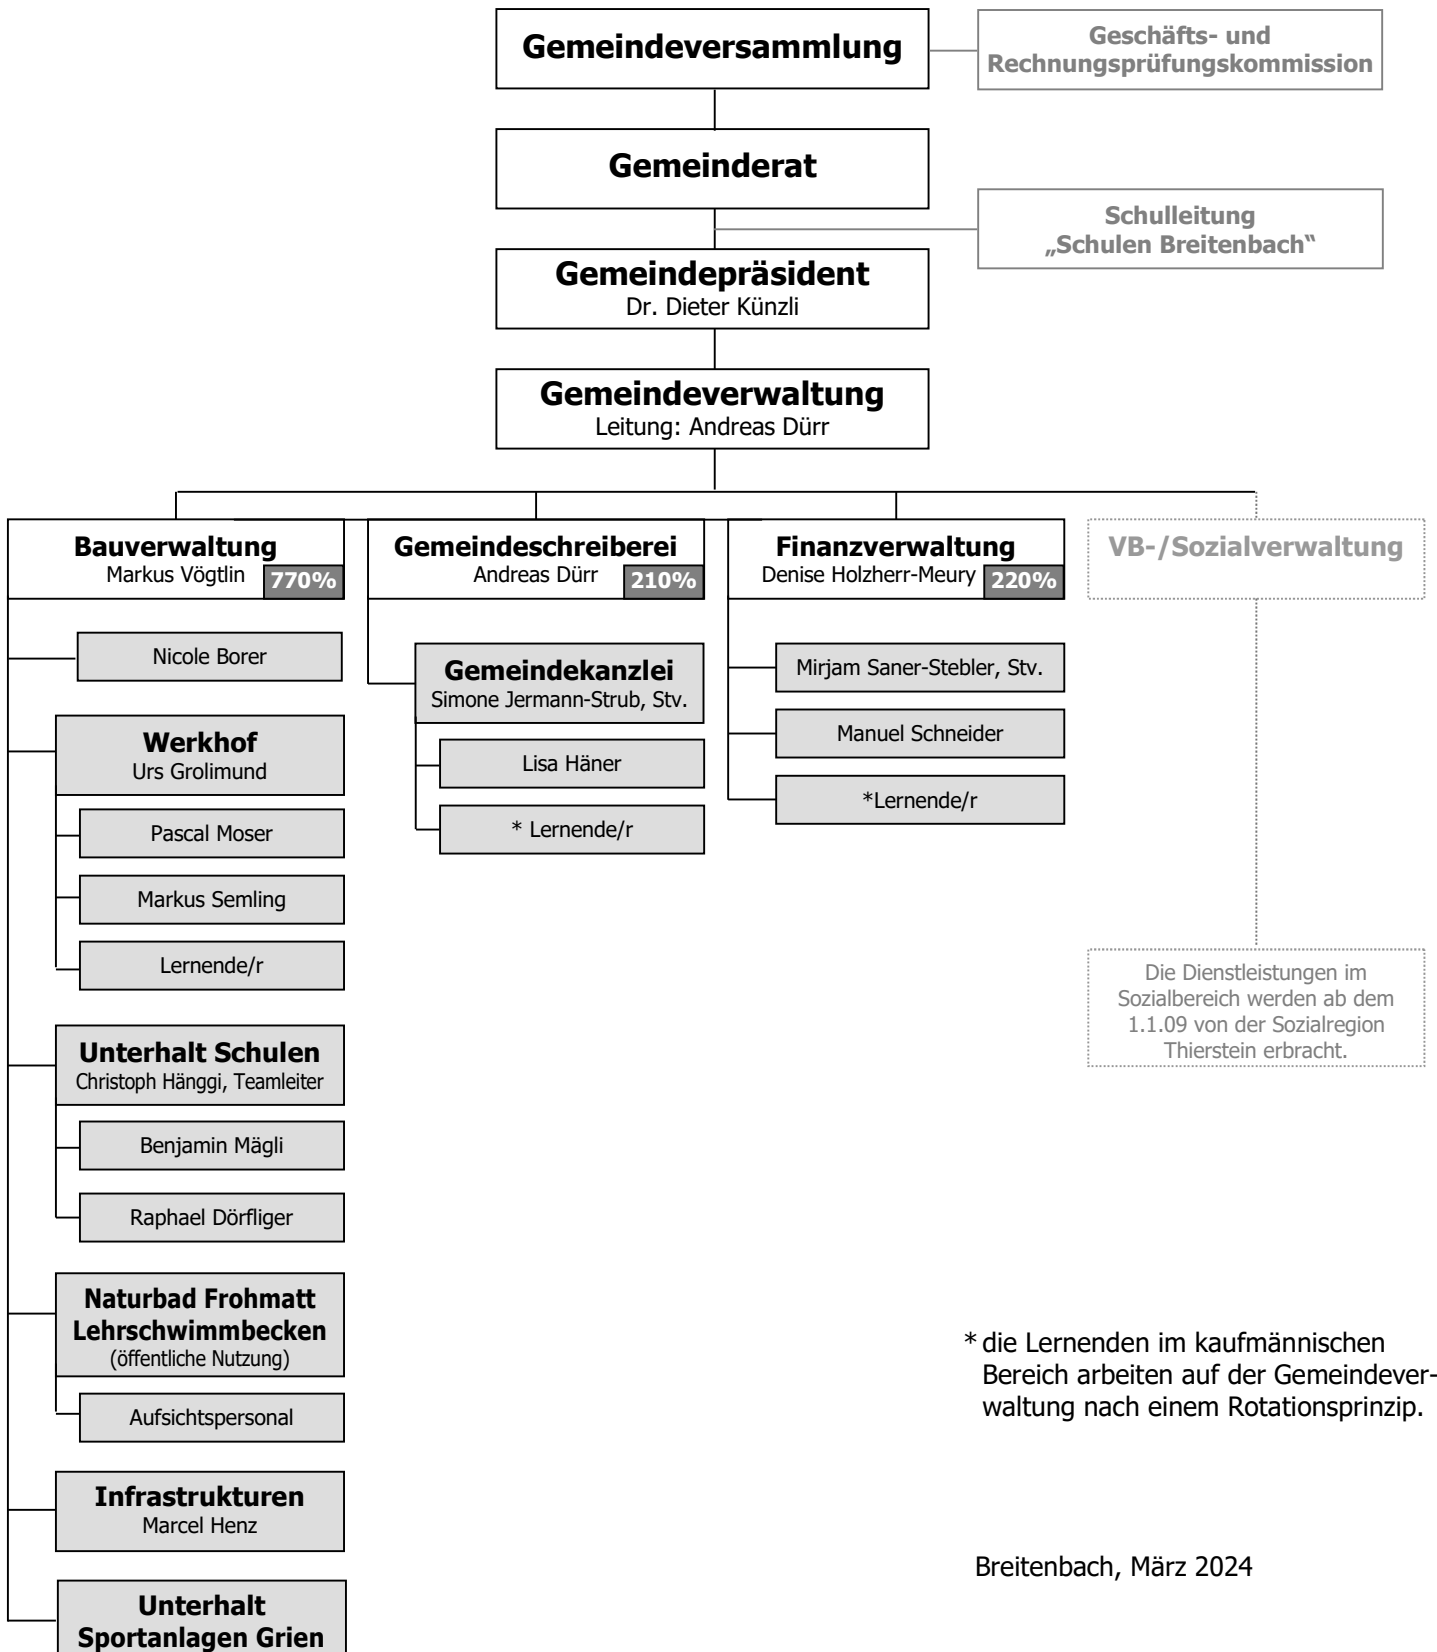 Gemeindeversammlung
Geschäfts- und
Rechnungsprüfungskommission
Gemeinderat
Schulleitung
„Schulen Breitenbach“
Gemeindepräsident
Dr. Dieter Künzli
Gemeindeverwaltung
Leitung: Andreas Dürr
Bauverwaltung
Markus Vögtlin
770%
Nicole Borer
Werkhof
Urs Grolimund
Pascal Moser
Markus Semling
Lernende/r
Unterhalt Schulen
Christoph Hänggi, Teamleiter
Benjamin Mägli
Raphael Dörfliger
Naturbad Frohmatt
Lehrschwimmbecken
(öffentliche Nutzung)
Aufsichtspersonal
Infrastrukturen
Marcel Henz
Unterhalt
Sportanlagen Grien
Gemeindeschreiberei
Andreas Dürr
210%
Gemeindekanzlei
Simone Jermann-Strub, Stv.
Lisa Häner
* Lernende/r
Finanzverwaltung
Denise Holzherr-Meury
220%
Mirjam Saner-Stebler, Stv.
Manuel Schneider
*Lernende/r
VB-/Sozialverwaltung
Die Dienstleistungen im
Sozialbereich werden ab dem
1.1.09 von der Sozialregion
Thierstein erbracht.
* die Lernenden im kaufmännischen
Bereich arbeiten auf der Gemeindever-
waltung nach einem Rotationsprinzip.
Breitenbach, März 2024